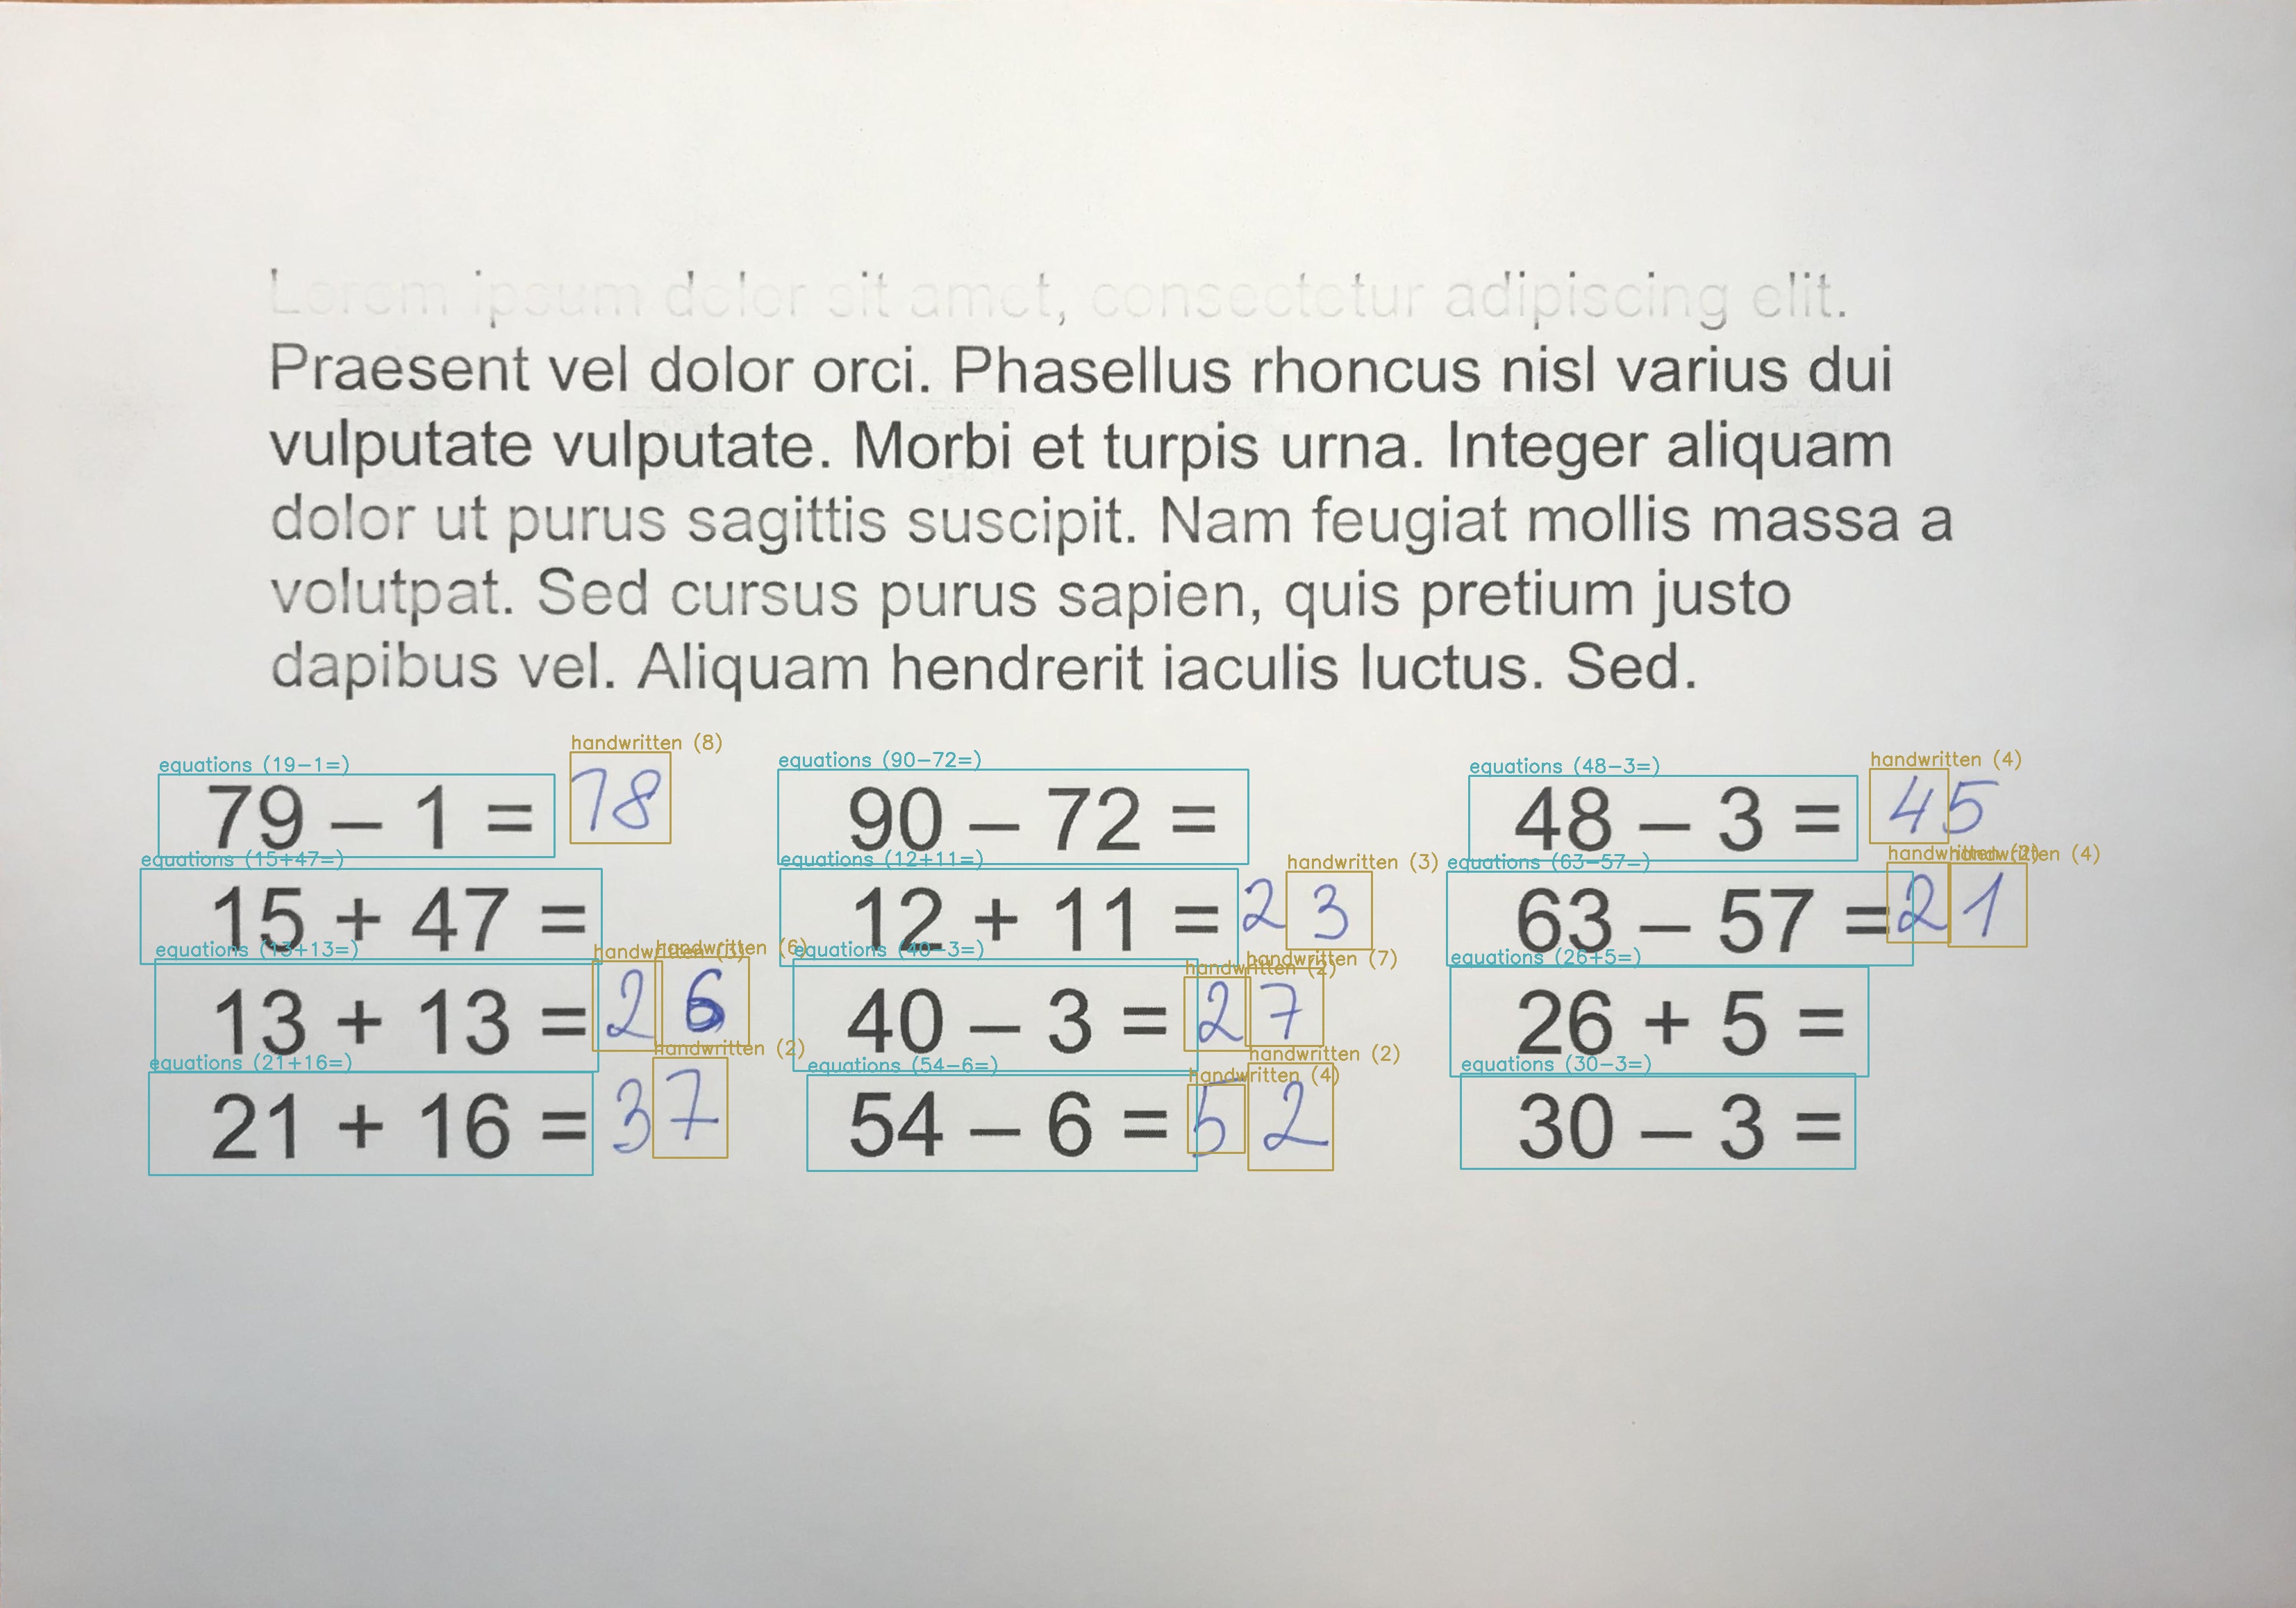 Lorem ipsum dolor sit amet, consectetur adipiscing elit.
Praesent vel dolor orci. Phasellus rhoncus nisl varius dui
vulputate vulputate. Morbi et turpis urna. Integer aliquam
dolor ut purus sagittis suscipit. Nam feugiat mollis massa a
volutpat. Sed cursus purus sapien, quis pretium justo
dapibus vel. Aliquam hendrerit iaculis luctus. Sed.
equations (19-1=) handwritten (8) equations (90-72=) equations (48-3=) handwritten (4)
79 – 1 = 78 90 – 72 = 48 – 3 = 45
equations (15+47=) equations (12+11=) handwritten (3) equations (63-57=) handwritten (2) handwritten (4)
15 + 47 = 12 + 11 = 23 63 – 57 = 21
equations (13+13=) handwritten (3) handwritten (6) equations (40-3=) handwritten (2) handwritten (7) equations (26+5=)
13 + 13 = 26 40 – 3 = 27 26 + 5 =
equations (21+16=) handwritten (2) equations (54-6=) handwritten (4) handwritten (2) equations (30-3=)
21 + 16 = 37 54 – 6 = 52 30 – 3 =